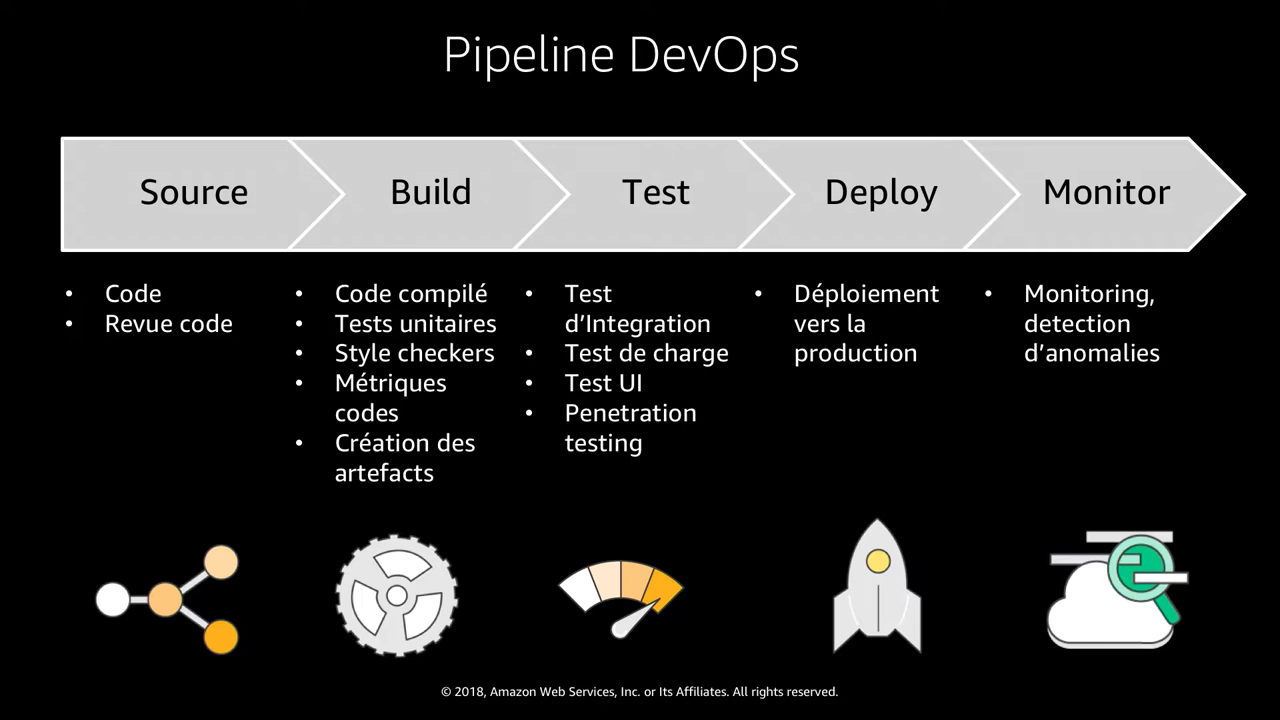 Pipeline DevOps
Source
Build
Test
Deploy
Monitor
• Code
• Revue code
• Code compilé
• Tests unitaires
• Style checkers
• Métriques
codes
• Création des
artefacts
• Test
d’Integration
• Test de charge
• Test UI
• Penetration
testing
• Déploiement
vers la
production
• Monitoring,
detection
d’anomalies
© 2018, Amazon Web Services, Inc. or Its Affiliates. All rights reserved.